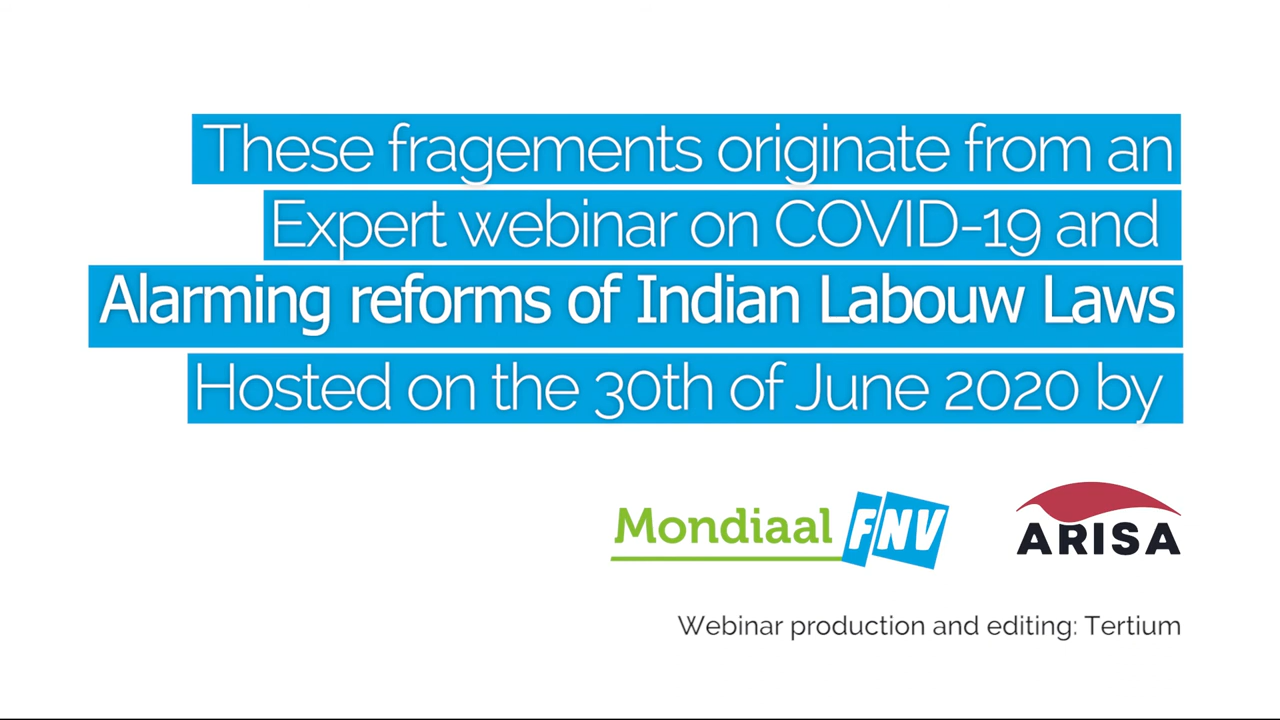 These fragements originate from an
Expert webinar on COVID-19 and
Alarming reforms of Indian Labouw Laws
Hosted on the 30th of June 2020 by
Mondiaal FNV
ARISA
Webinar production and editing: Tertium